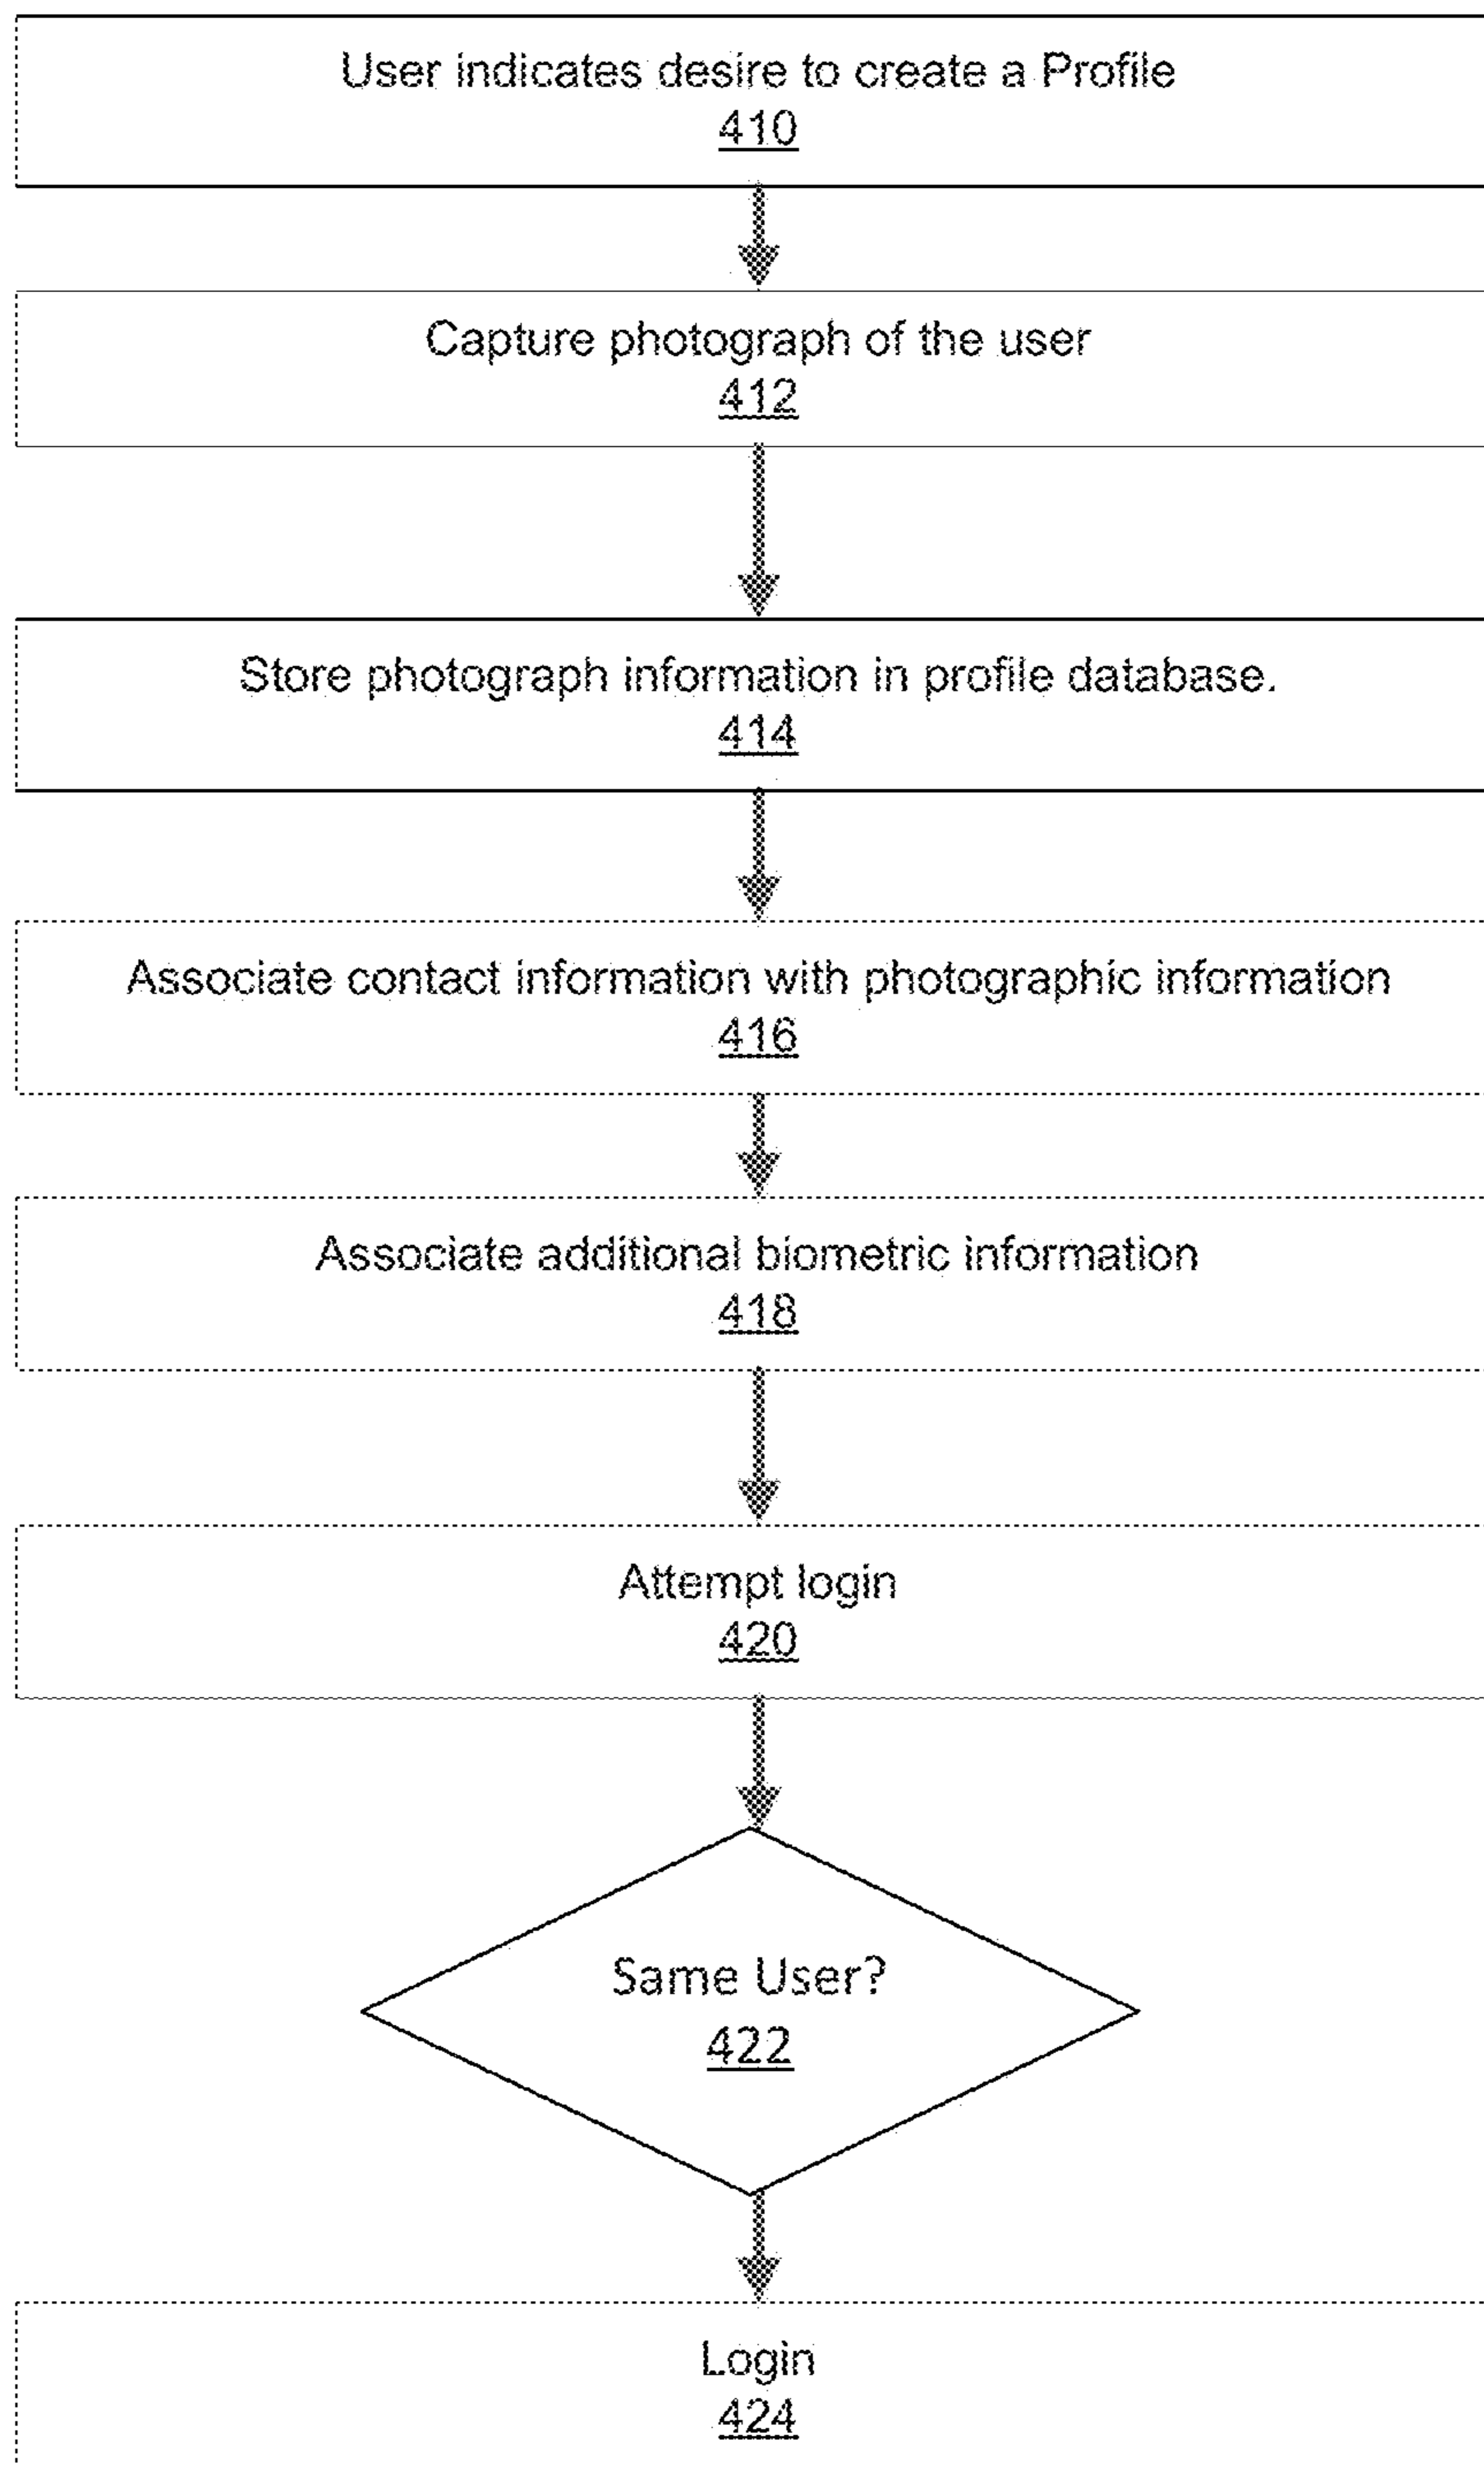 User indicates desire to create a Profile
410
Capture photograph of the user
412
Store photograph information in profile database.
414
Associate contact information with photographic information
416
Associate additional biometric information
418
Attempt login
420
Same User?
422
Login
424